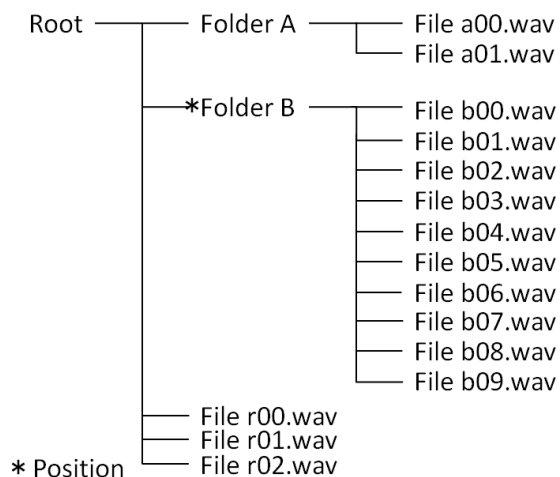 Root Folder A File a00.wav
File a01.wav
*Folder B File b00.wav
File b01.wav
File b02.wav
File b03.wav
File b04.wav
File b05.wav
File b06.wav
File b07.wav
File b08.wav
File b09.wav
File r00.wav
File r01.wav
* Position File r02.wav